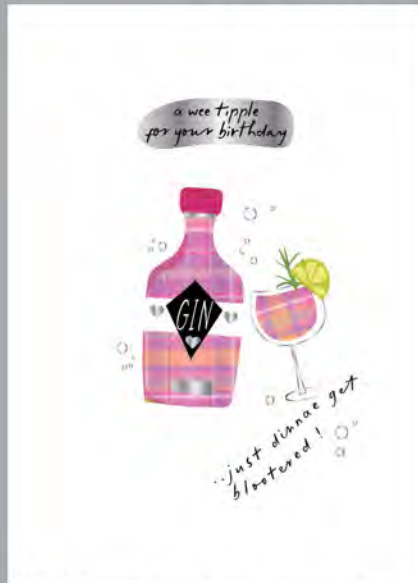 a wee tipple
for your birthday
GIN
..just dinnae get
blootered!